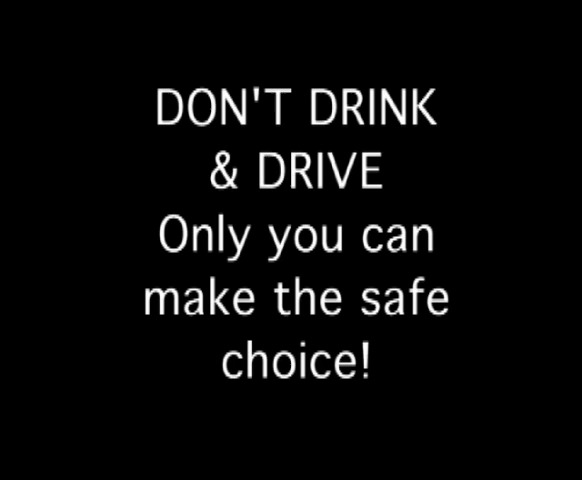 DON'T DRINK
& DRIVE
Only you can
make the safe
choice!